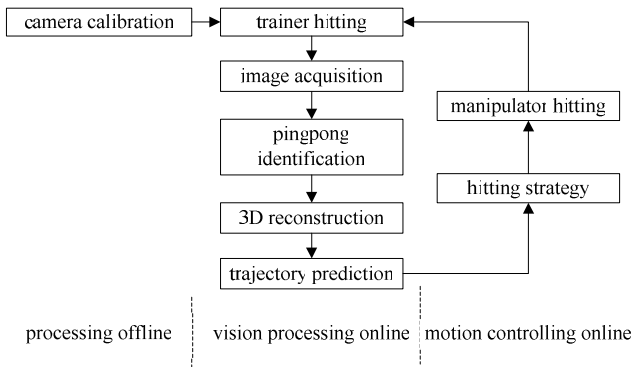 camera calibration
trainer hitting
image acquisition
pingpong
identification
3D reconstruction
trajectory prediction
manipulator hitting
hitting strategy
processing offline
vision processing online
motion controlling online